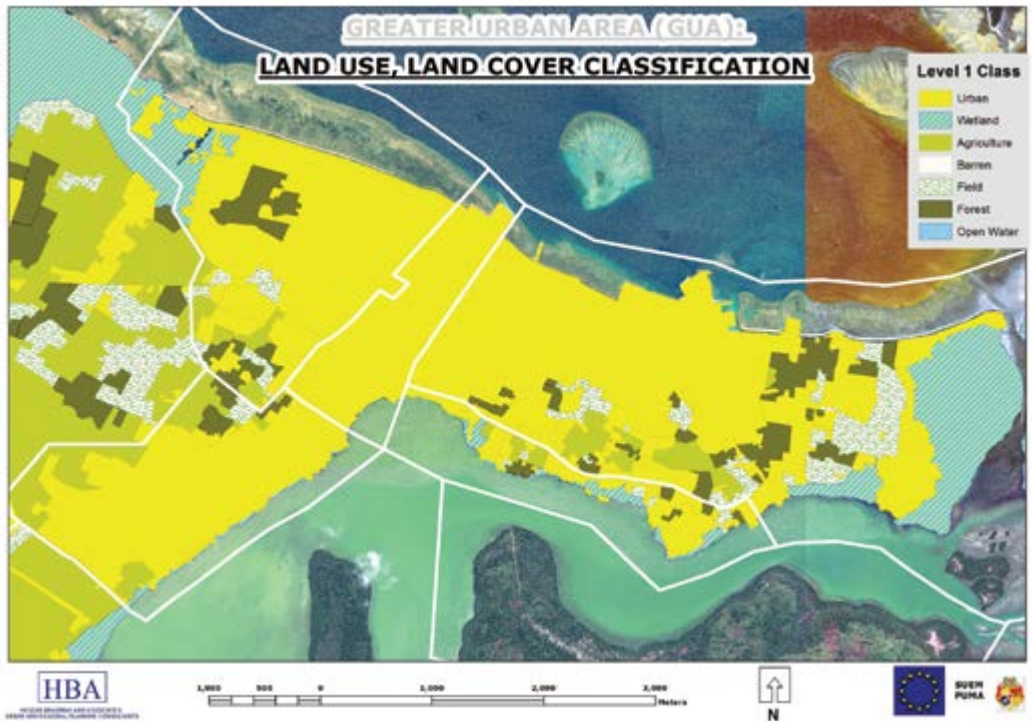 GREATER URBAN AREA (GUA):
LAND USE, LAND COVER CLASSIFICATION
Level 1 Class
Urban
Wetland
Agriculture
Barren
Field
Forest
Open Water
HBA
1,000 500 0 1,000 2,000 3,000
Meters
N
SUEM
PUMA